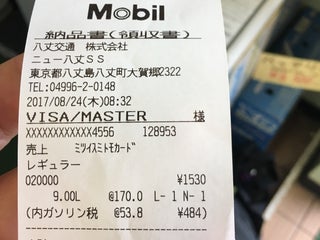 Mobil
納品書(領収書)
八丈交通 株式会社
ニュー八丈SS
東京都八丈島八丈町大賀郷2322
TEL:04996-2-0148
2017/08/24(木)08:32
VISA/MASTER 様
XXXXXXXXXXXX4556 128953
売上 ﾐﾂｲｽﾐﾄﾓｶｰﾄﾞ
レギュラー
020000 ¥1530
9.00L @170.0 L-1 N-1
(内ガソリン税 @53.8 ¥484)